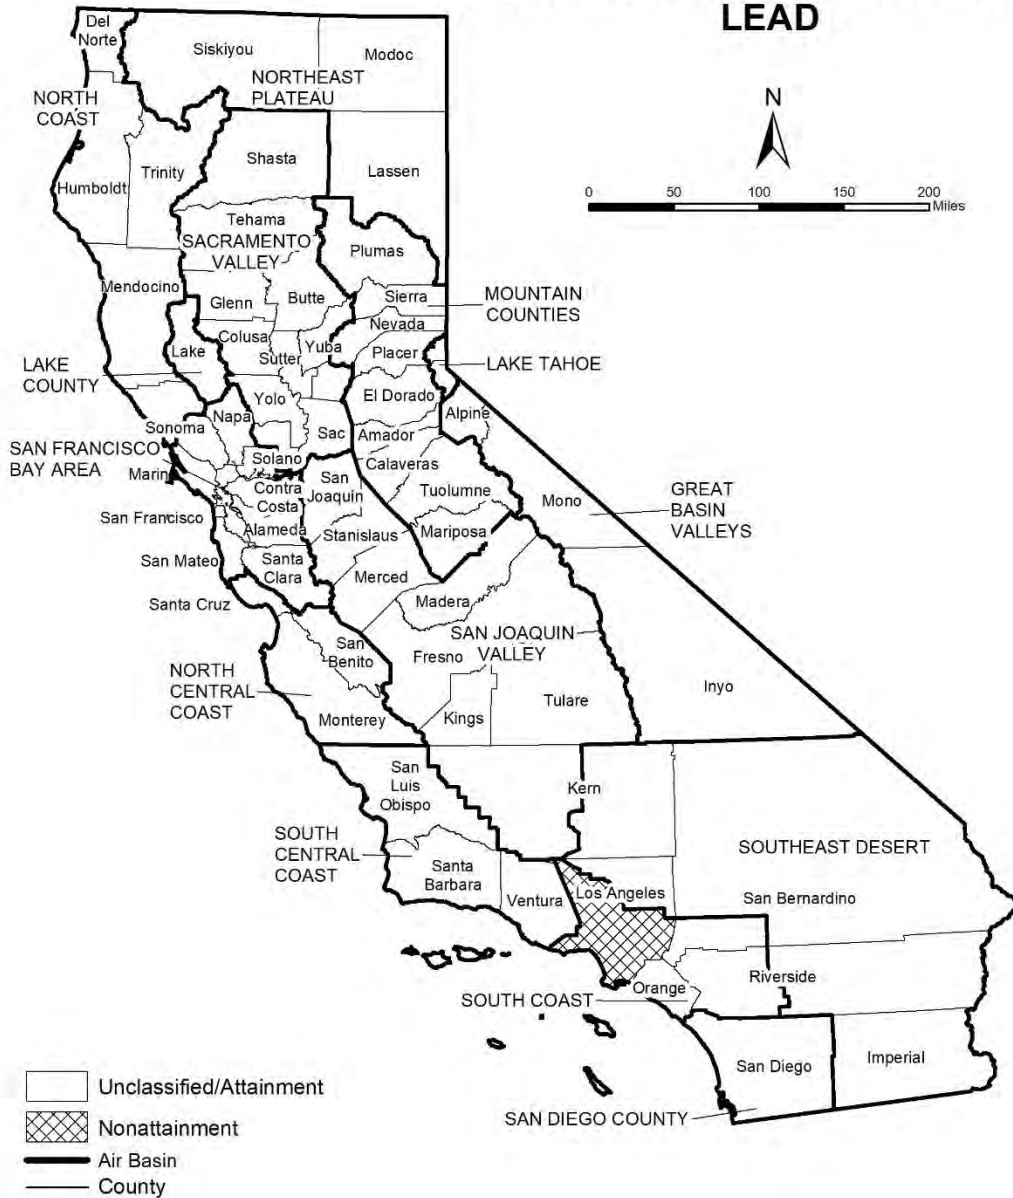 LEAD
N
0 50 100 150 200
Miles
Del
Norte
Siskiyou
Modoc
NORTHEAST
PLATEAU
NORTH
COAST
Shasta
Lassen
Trinity
Humboldt
Tehama
SACRAMENTO
VALLEY
Plumas
Mendocino
Glenn
Butte
Sierra
MOUNTAIN
COUNTIES
Nevada
Colusa
Yuba
Sutter
Placer
Lake
LAKE
COUNTY
LAKE TAHOE
El Dorado
Yolo
Napa
Alpine
Sonoma
Sac
Amador
SAN FRANCISCO
BAY AREA
Solano
Calaveras
Marin
San
Joaquin
Contra
Costa
Tuolumne
Mono
GREAT
BASIN
VALLEYS
San Francisco
Alameda
Stanislaus
Mariposa
San Mateo
Santa
Clara
Merced
Santa Cruz
Madera
SAN JOAQUIN
VALLEY
San
Benito
Fresno
NORTH
CENTRAL
COAST
Inyo
Tulare
Monterey
Kings
San
Luis
Obispo
Kern
SOUTH
CENTRAL
COAST
SOUTHEAST DESERT
Santa
Barbara
Ventura
Los Angeles
San Bernardino
Riverside
Orange
SOUTH COAST
San Diego
Imperial
SAN DIEGO COUNTY
Unclassified/Attainment
Nonattainment
Air Basin
County